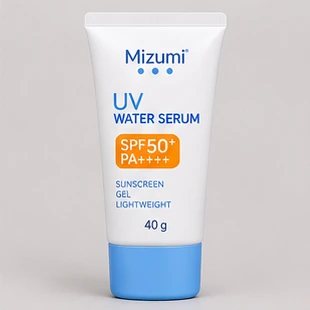 Mizumi
UV
WATER SERUM
SPF50+
PA++++
SUNSCREEN
GEL
LIGHTWEIGHT
40 g